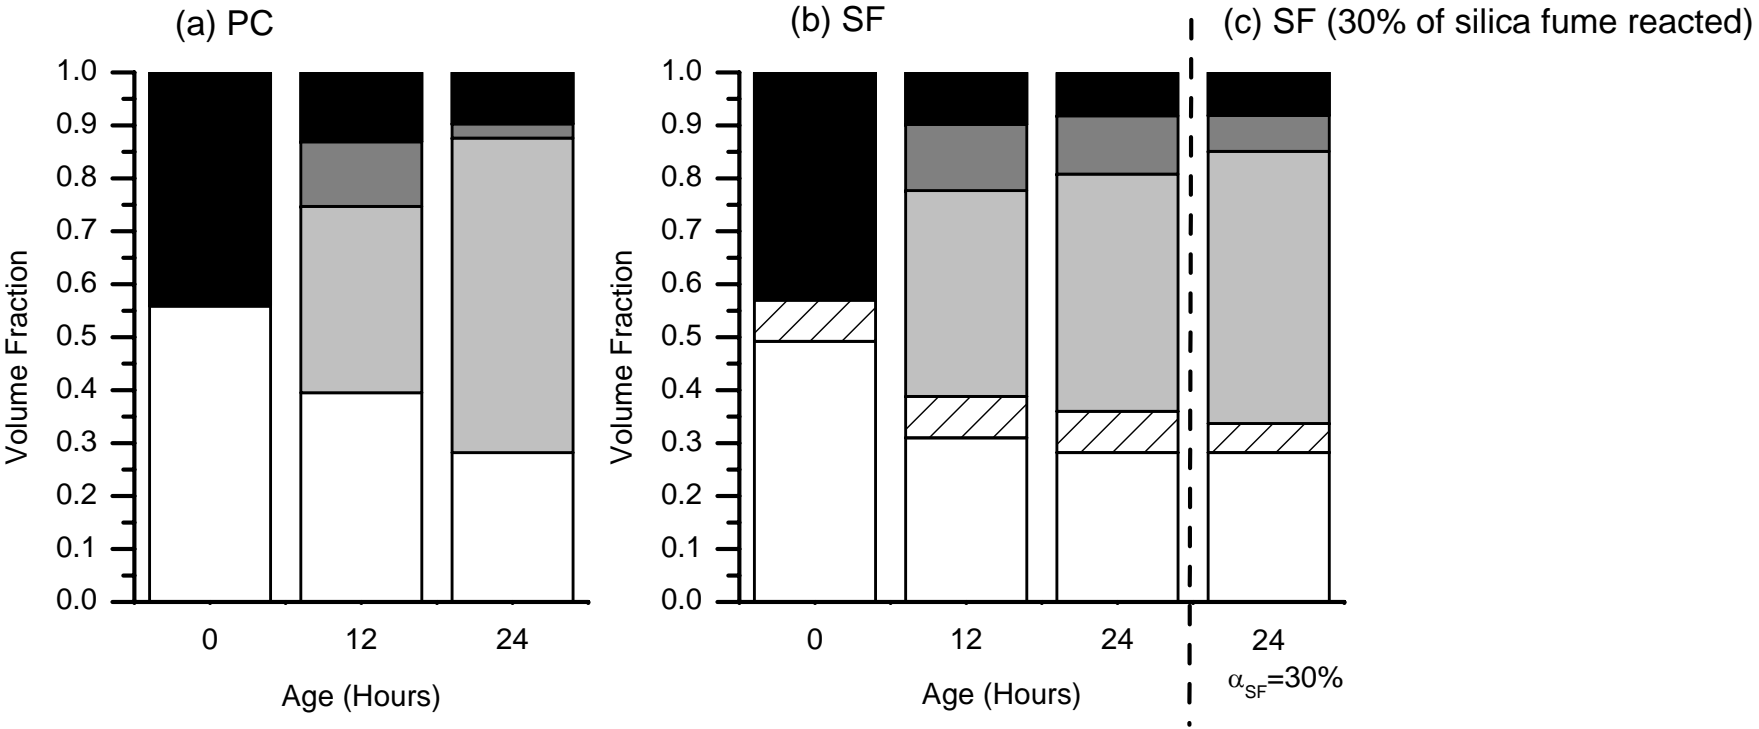 (a) PC
(b) SF
(c) SF (30% of silica fume reacted)
1.0
0.9
0.8
0.7
0.6
0.5
0.4
0.3
0.2
0.1
0.0
Volume Fraction
0 12 24
Age (Hours)
1.0
0.9
0.8
0.7
0.6
0.5
0.4
0.3
0.2
0.1
0.0
Volume Fraction
0 12 24 24
αSF=30%
Age (Hours)